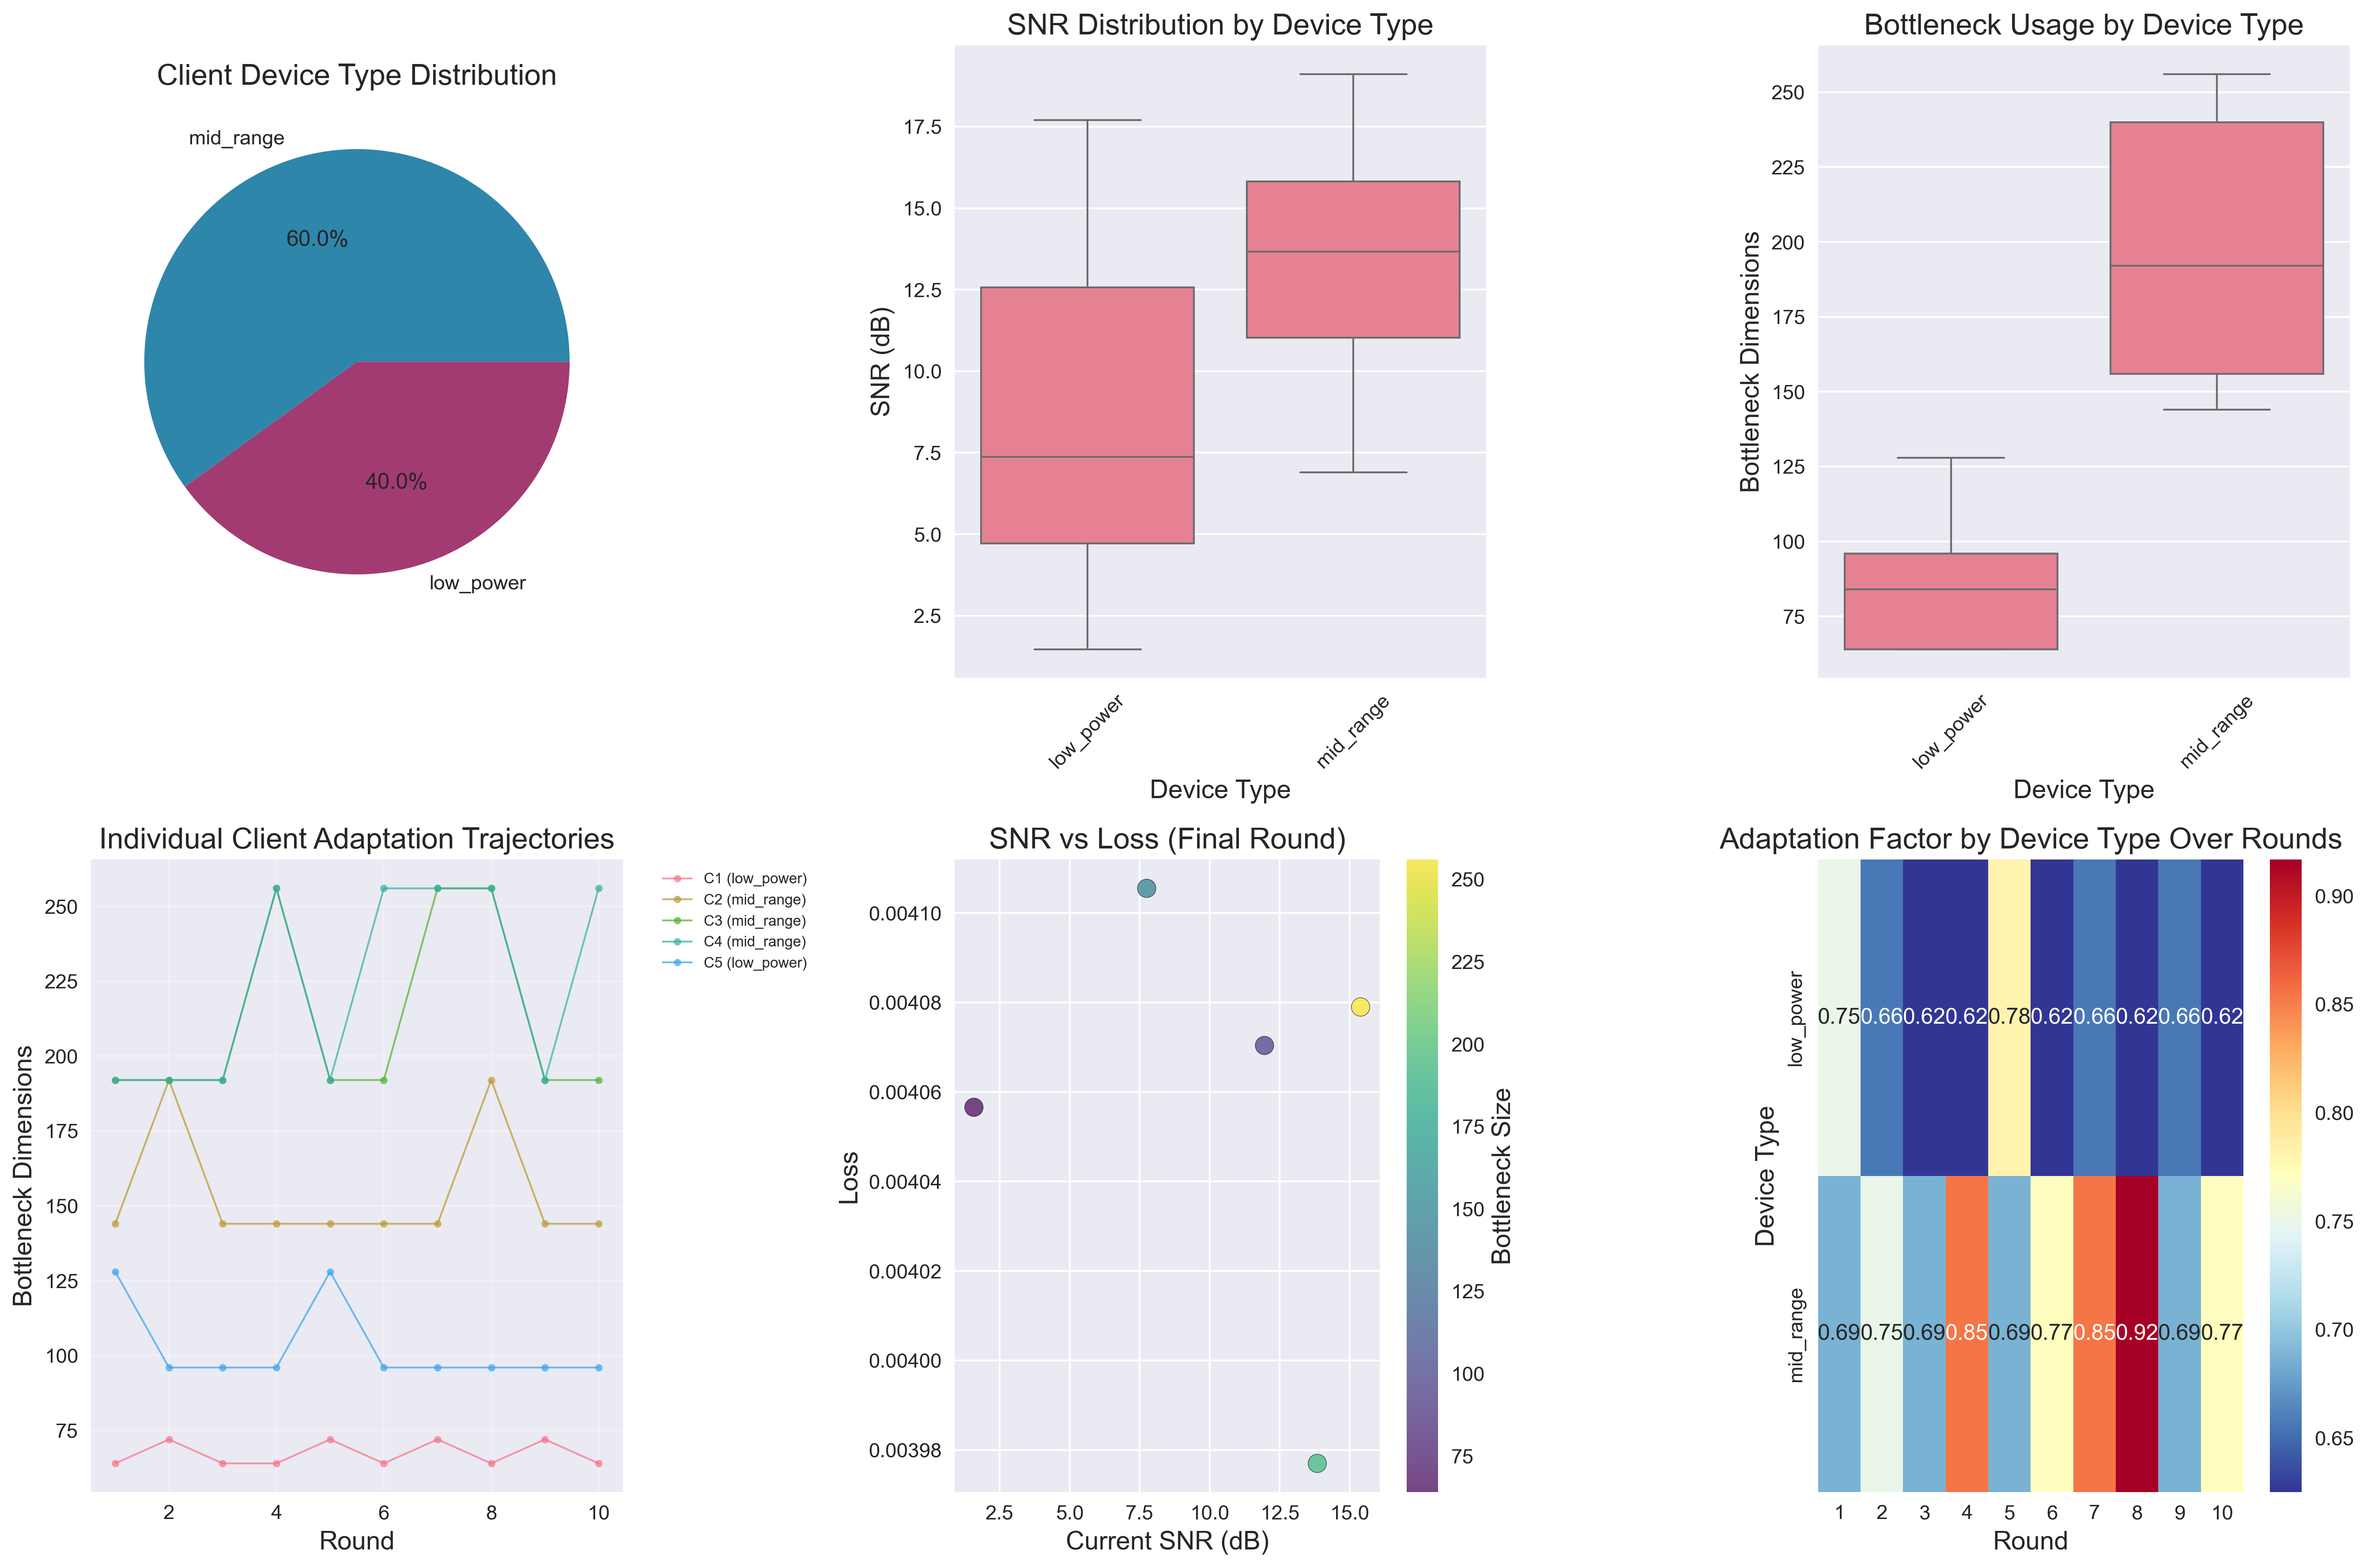 Client Device Type Distribution
mid_range
60.0%
40.0%
low_power
SNR Distribution by Device Type
SNR (dB)
17.5
15.0
12.5
10.0
7.5
5.0
2.5
low_power
mid_range
Device Type
Bottleneck Usage by Device Type
Bottleneck Dimensions
250
225
200
175
150
125
100
75
low_power
mid_range
Device Type
Individual Client Adaptation Trajectories
Bottleneck Dimensions
250
225
200
175
150
125
100
75
2
4
6
8
10
Round
C1 (low_power)
C2 (mid_range)
C3 (mid_range)
C4 (mid_range)
C5 (low_power)
SNR vs Loss (Final Round)
Loss
0.00410
0.00408
0.00406
0.00404
0.00402
0.00400
0.00398
2.5
5.0
7.5
10.0
12.5
15.0
Current SNR (dB)
250
225
200
175
150
125
100
75
Bottleneck Size
Adaptation Factor by Device Type Over Rounds
Device Type
low_power
0.75 0.66 0.62 0.62 0.78 0.62 0.66 0.62 0.66 0.62
mid_range
0.69 0.75 0.69 0.85 0.69 0.77 0.85 0.92 0.69 0.77
1 2 3 4 5 6 7 8 9 10
Round
0.90
0.85
0.80
0.75
0.70
0.65